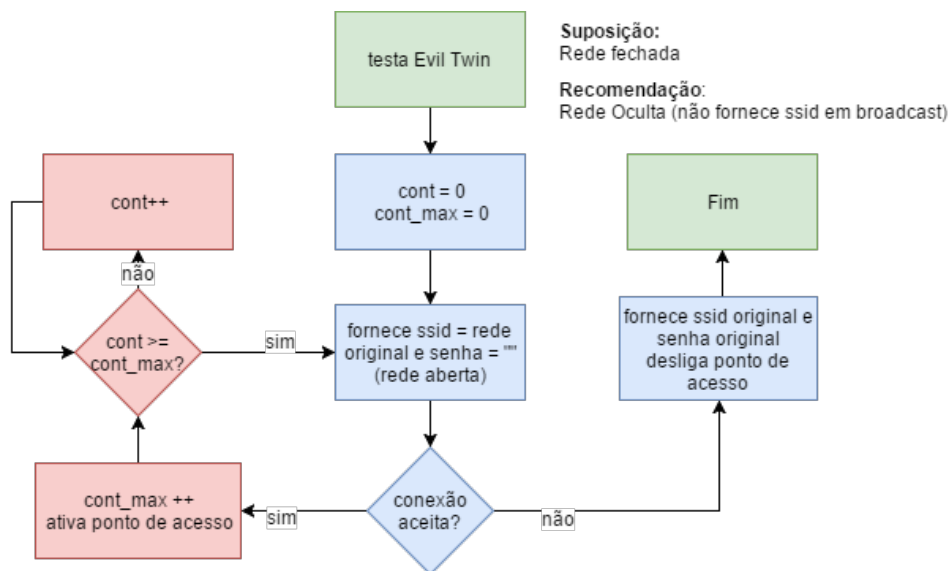 testa Evil Twin
Suposição:
Rede fechada
Recomendação:
Rede Oculta (não fornece ssid em broadcast)
cont++
cont = 0
cont_max = 0
Fim
não
cont >=
cont_max?
sim
fornece ssid = rede
original e senha = ""
(rede aberta)
fornece ssid original e
senha original
desliga ponto de
acesso
cont_max ++
ativa ponto de acesso
sim
conexão
aceita?
não